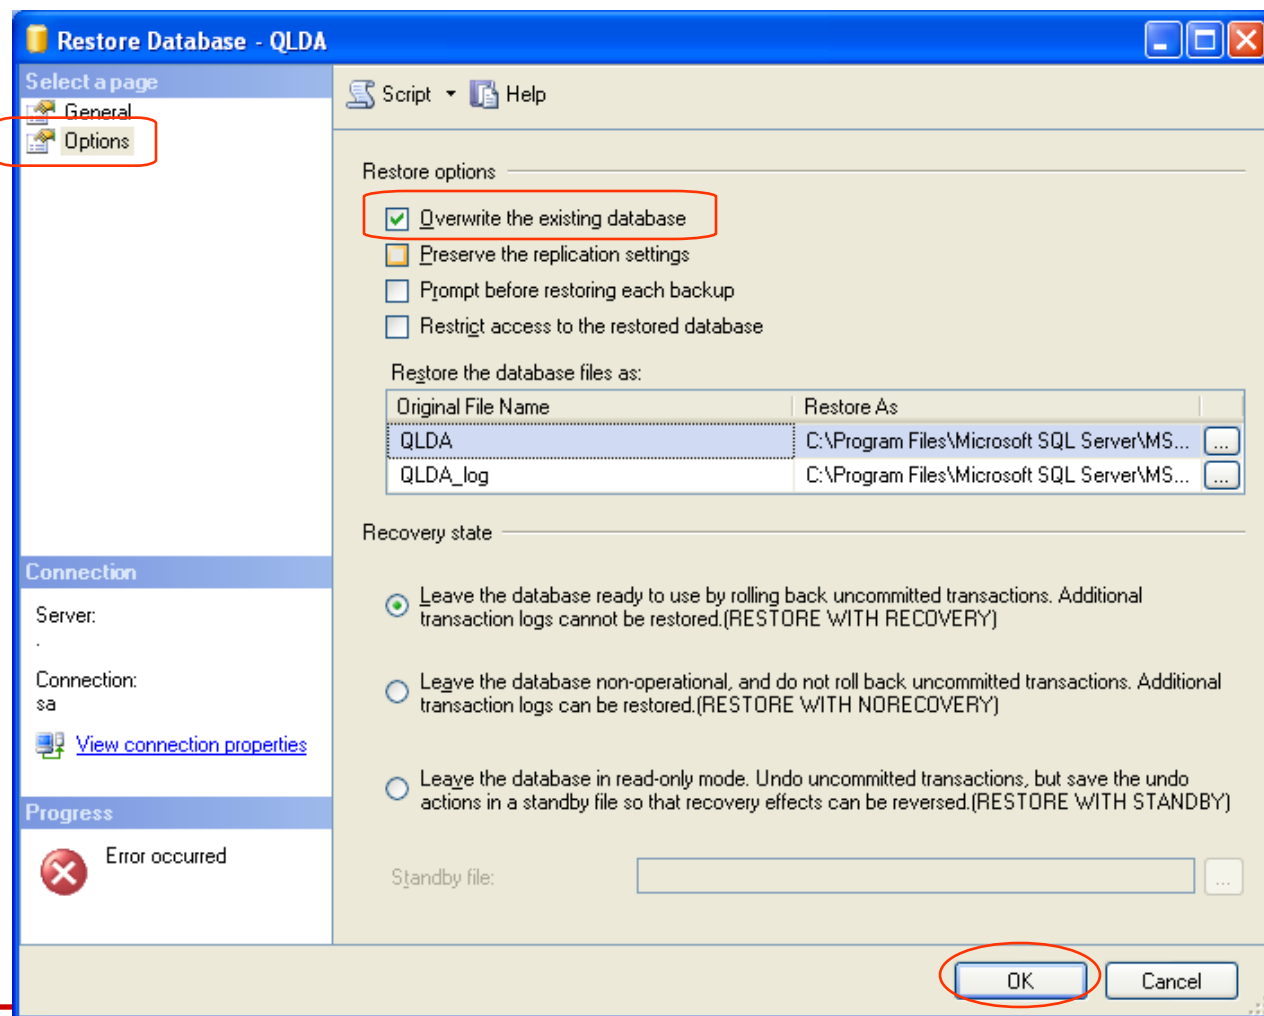 Restore Database - QLDA
Select a page
General
Options
Script
Help
Restore options
Overwrite the existing database
Preserve the replication settings
Prompt before restoring each backup
Restrict access to the restored database
Restore the database files as:
Original File Name
Restore As
QLDA
C:\Program Files\Microsoft SQL Server\MS...
...
QLDA_log
C:\Program Files\Microsoft SQL Server\MS...
...
Recovery state
Leave the database ready to use by rolling back uncommitted transactions. Additional
transaction logs cannot be restored.(RESTORE WITH RECOVERY)
Leave the database non-operational, and do not roll back uncommitted transactions. Additional
transaction logs can be restored.(RESTORE WITH NORECOVERY)
Leave the database in read-only mode. Undo uncommitted transactions, but save the undo
actions in a standby file so that recovery effects can be reversed.(RESTORE WITH STANDBY)
Standby file:
...
Connection
Server:
.
Connection:
sa
View connection properties
Progress
Error occurred
OK
Cancel